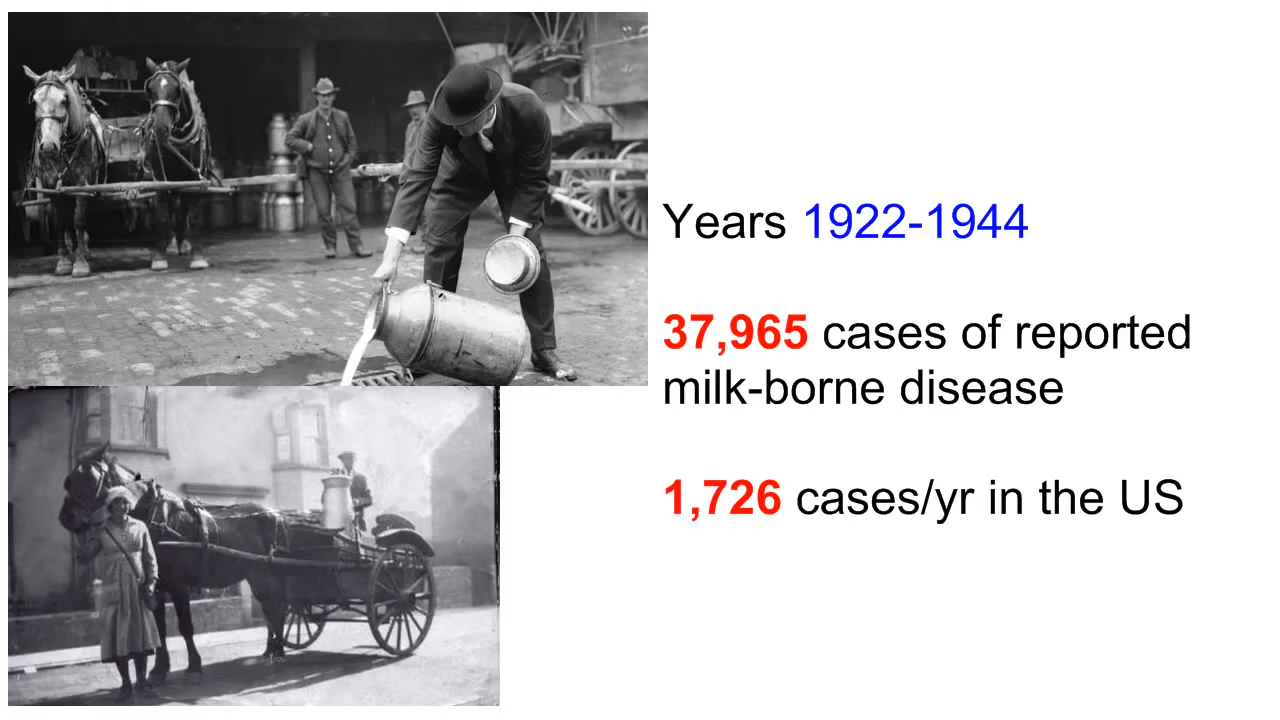 Years 1922-1944
37,965 cases of reported
milk-borne disease
1,726 cases/yr in the US